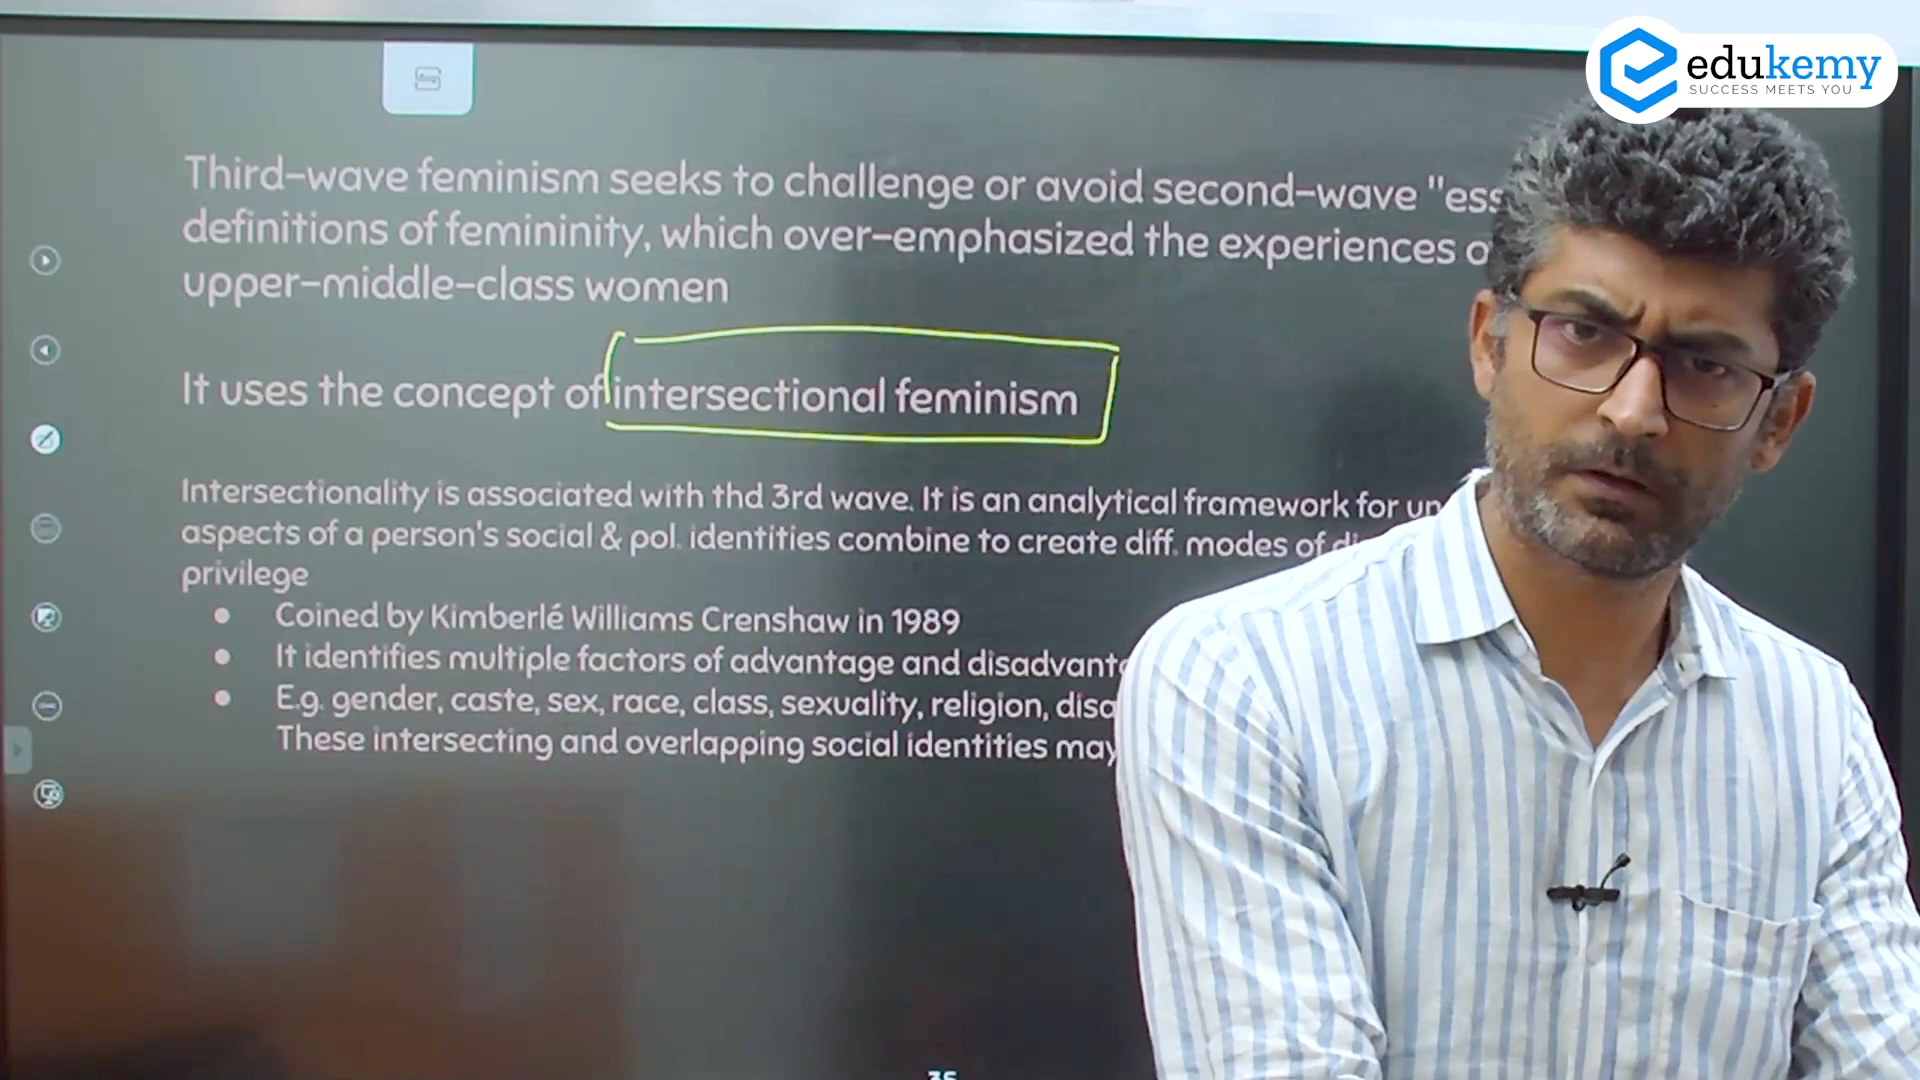 edukemy
SUCCESS MEETS YOU
Third-wave feminism seeks to challenge or avoid second-wave "ess
definitions of femininity, which over-emphasized the experiences
upper-middle-class women
It uses the concept of intersectional feminism
Intersectionality is associated with thd 3rd wave. It is an analytical framework for un
aspects of a person's social & pol. identities combine to create diff. modes of
privilege
• Coined by Kimberlé Williams Crenshaw in 1989
• It identifies multiple factors of advantage and disadvant
• E.g. gender, caste, sex, race, class, sexuality, religion, disa
These intersecting and overlapping social identities may